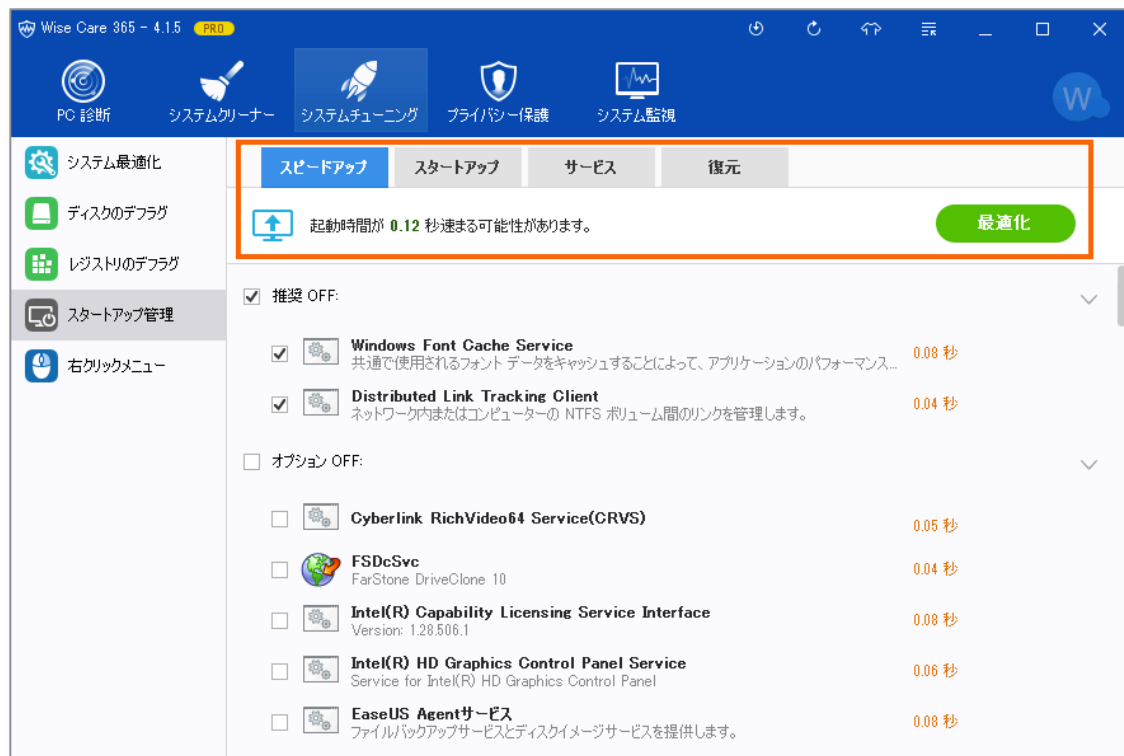 Wise Care 365 - 4.1.5 PRO
PC 診断
システムクリーナー
システムチューニング
プライバシー保護
システム監視
W
システム最適化
ディスクのデフラグ
レジストリのデフラグ
スタートアップ管理
右クリックメニュー
スピードアップ
スタートアップ
サービス
復元
起動時間が 0.12 秒速まる可能性があります。
最適化
推奨 OFF:
Windows Font Cache Service
共通で使用されるフォント データをキャッシュすることによって、アプリケーションのパフォーマンス...
0.08 秒
Distributed Link Tracking Client
ネットワーク内またはコンピューターの NTFS ボリューム間のリンクを管理します。
0.04 秒
オプション OFF:
Cyberlink RichVideo64 Service(CRVS)
0.05 秒
FSDcSvc
FarStone DriveClone 10
0.04 秒
Intel(R) Capability Licensing Service Interface
Version: 1.28.506.1
0.08 秒
Intel(R) HD Graphics Control Panel Service
Service for Intel(R) HD Graphics Control Panel
0.06 秒
EaseUS Agentサービス
ファイルバックアップサービスとディスクイメージサービスを提供します。
0.08 秒